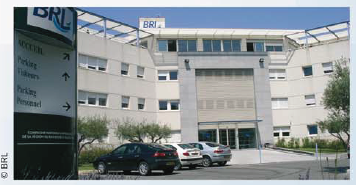 BRL
BRL
ACCUEIL
Parking
Visiteurs
Parking
Personnel
© BRL